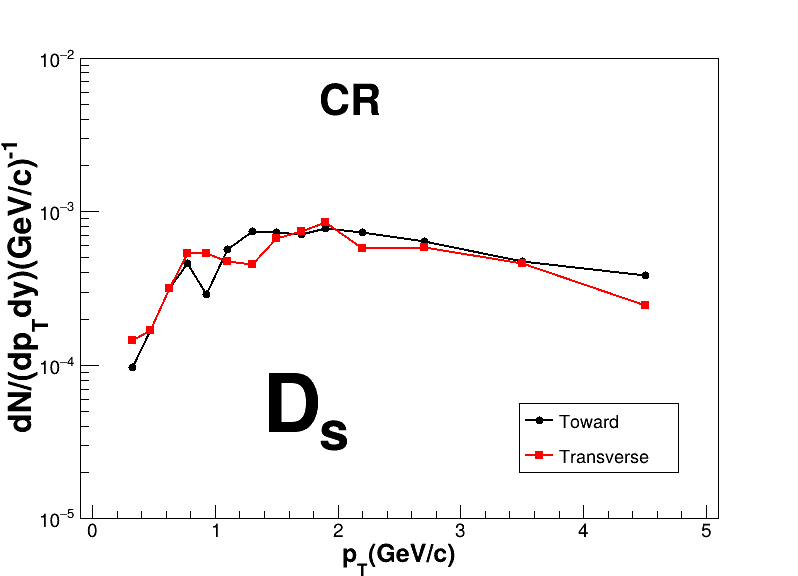 CR
10⁻²
10⁻³
10⁻⁴
10⁻⁵
dN/(dp_T dy)(GeV/c)⁻¹
D_s
Toward
Transverse
0 1 2 3 4 5
p_T(GeV/c)